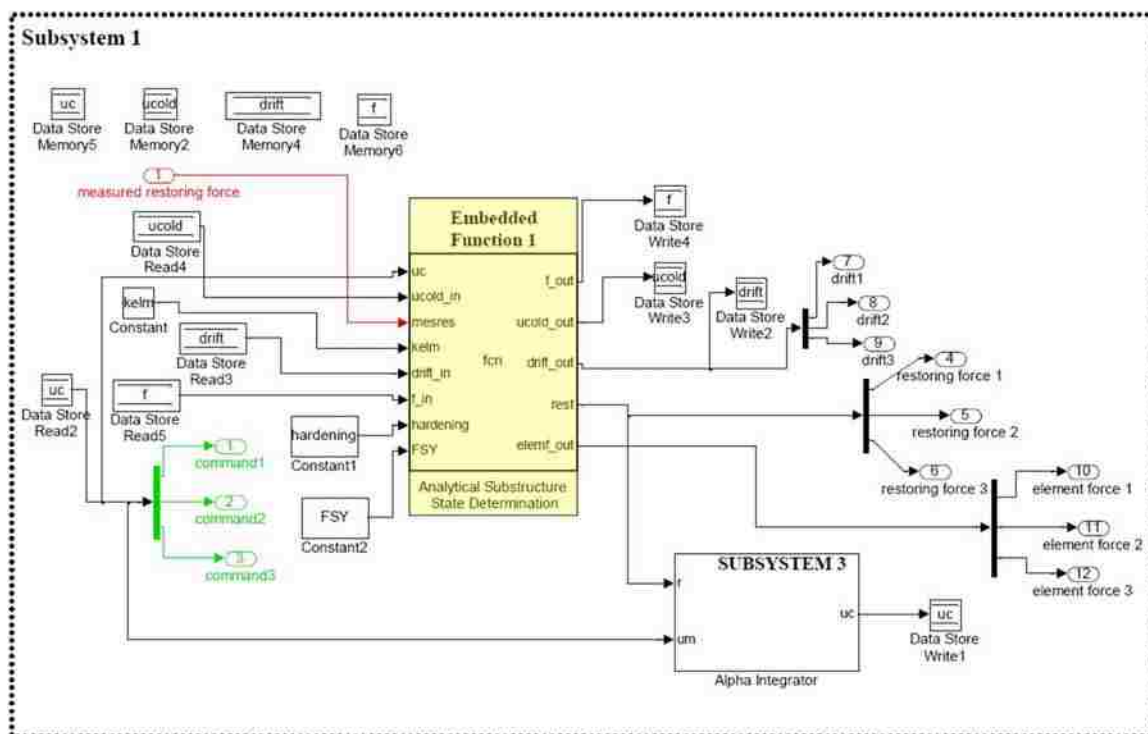 Subsystem 1
uc
Data Store
Memory5
ucold
Data Store
Memory2
drift
Data Store
Memory4
f
Data Store
Memory6
1
measured restoring force
ucold
Data Store
Read4
kelm
Constant
drift
Data Store
Read3
uc
Data Store
Read2
f
Data Store
Read5
hardening
Constant1
FSY
Constant2
1
command1
2
command2
3
command3
Embedded
Function 1
uc
ucold_in
mesres
kelm
drift_in
f_in
hardening
FSY
fcn
f_out
ucold_out
drift_out
rest
elemf_out
Analytical Substructure
State Determination
f
Data Store
Write4
ucold
Data Store
Write3
drift
Data Store
Write2
7
drift1
8
drift2
9
drift3
4
restoring force 1
5
restoring force 2
6
restoring force 3
10
element force 1
11
element force 2
12
element force 3
SUBSYSTEM 3
r
um
uc
Alpha Integrator
uc
Data Store
Write1